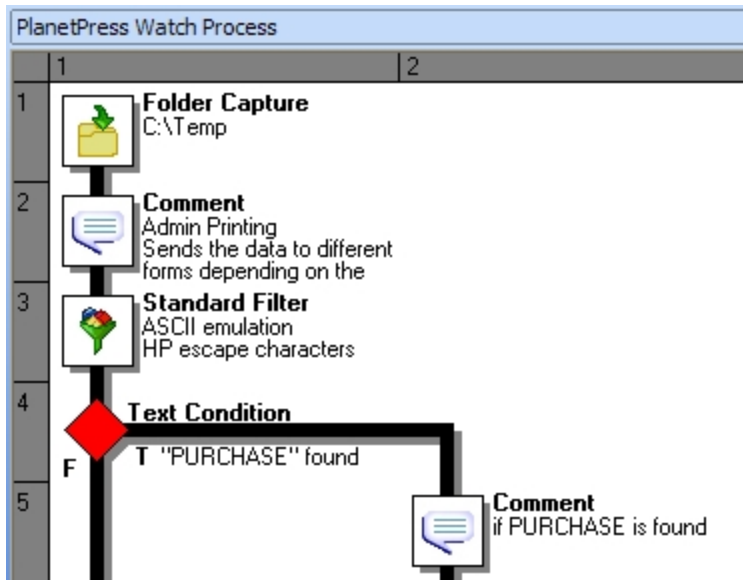 PlanetPress Watch Process
1 2
1
Folder Capture
C:\Temp
2
Comment
Admin Printing
Sends the data to different
forms depending on the
3
Standard Filter
ASCII emulation
HP escape characters
4
Text Condition
T "PURCHASE" found
F
5
Comment
if PURCHASE is found